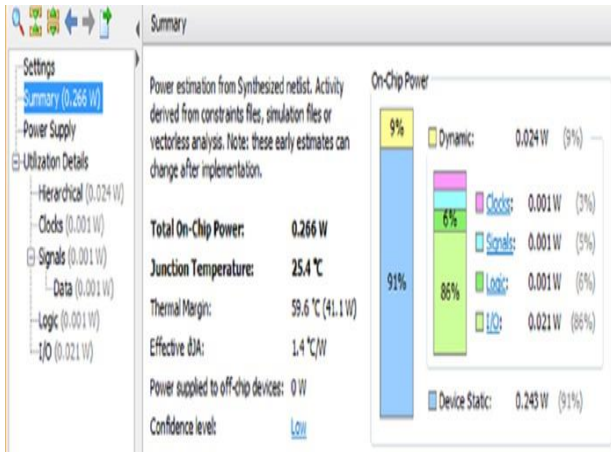 Summary
Settings
Summary (0.266 W)
Power Supply
Utilization Details
Hierarchical (0.024 W)
Clocks (0.001 W)
Signals (0.001 W)
Data (0.001 W)
Logic (0.001 W)
I/O (0.021 W)
Power estimation from Synthesized netlist. Activity
derived from constraints files, simulation files or
vectorless analysis. Note: these early estimates can
change after implementation.
Total On-Chip Power: 0.266 W
Junction Temperature: 25.4 °C
Thermal Margin: 59.6 °C (41.1 W)
Effective ϑJA: 1.4 °C/W
Power supplied to off-chip devices: 0 W
Confidence level: Low
On-Chip Power
9%
91%
6%
86%
Dynamic: 0.024 W (9%)
Clocks: 0.001 W (3%)
Signals: 0.001 W (5%)
Logic: 0.001 W (6%)
I/O: 0.021 W (86%)
Device Static: 0.243 W (91%)